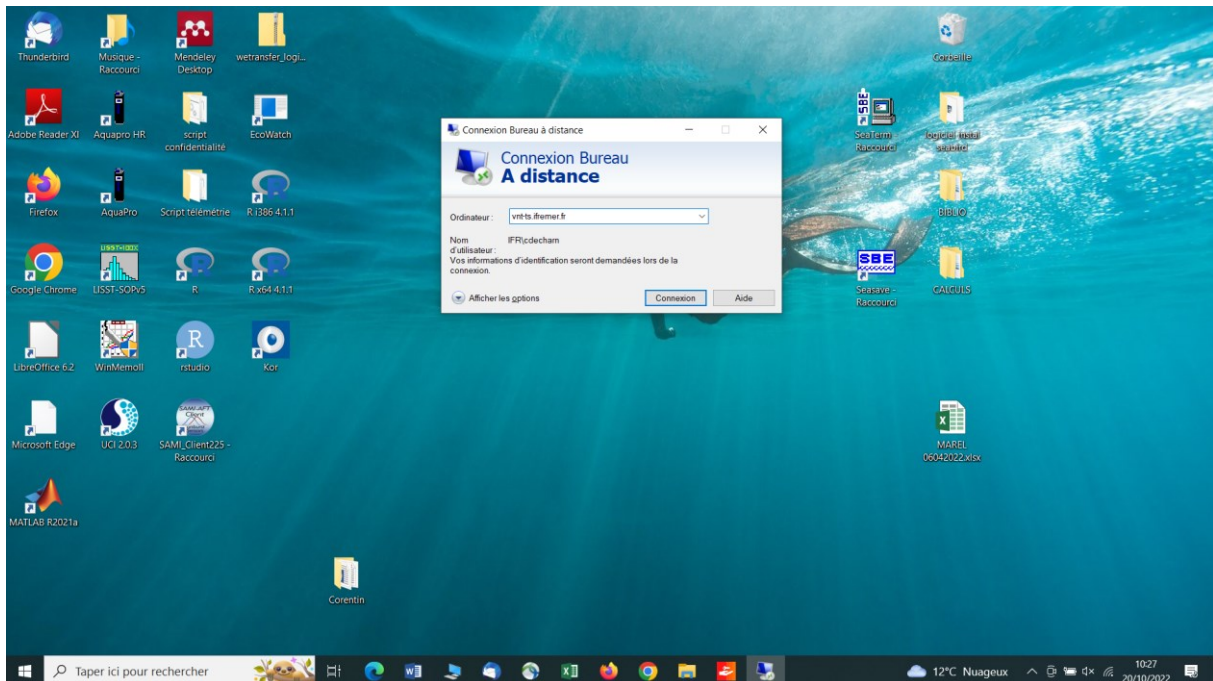 Thunderbird
Musique -
Raccourci
Mendeley
Desktop
wetransfer_logi...
Corbeille
Adobe Reader XI
Aquapro HR
script
confidentialité
EcoWatch
SBE
SeaTerm -
Raccourci
Firefox
AquaPro
Script télémétrie
R i386 4.1.1
BIBLIO
LISST-100X
Google Chrome
LISST-SOPv5
R
R x64 4.1.1
SBE
Seasave -
Raccourci
CALCULS
LibreOffice 6.2
WinMemoII
R
rstudio
Kor
Microsoft Edge
UCI 2.0.3
SAMI_Client225 -
Raccourci
MAREL
06042022.xlsx
MATLAB R2021a
Corentin
Connexion Bureau à distance
Connexion Bureau
A distance
Ordinateur :
vnt-ts.ifremer.fr
Nom
d'utilisateur :
IFR\cdecharn
Vos informations d'identification seront demandées lors de la
connexion.
Afficher les options
Connexion
Aide
Taper ici pour rechercher
12°C Nuageux
10:27
20/10/2022